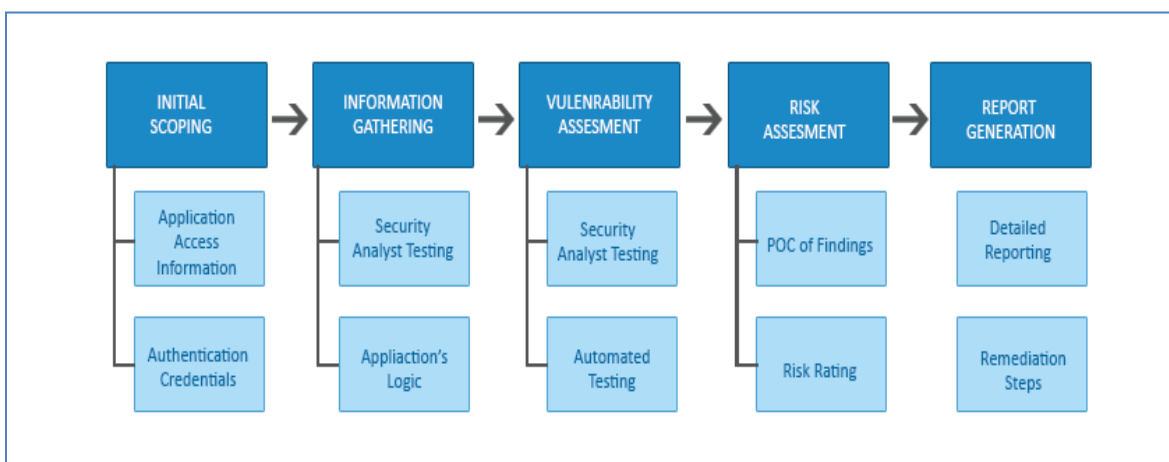 INITIAL
SCOPING
INFORMATION
GATHERING
VULENRABILITY
ASSESMENT
RISK
ASSESMENT
REPORT
GENERATION
Application
Access
Information
Security
Analyst Testing
Security
Analyst Testing
POC of Findings
Detailed
Reporting
Authentication
Credentials
Appliaction's
Logic
Automated
Testing
Risk Rating
Remediation
Steps